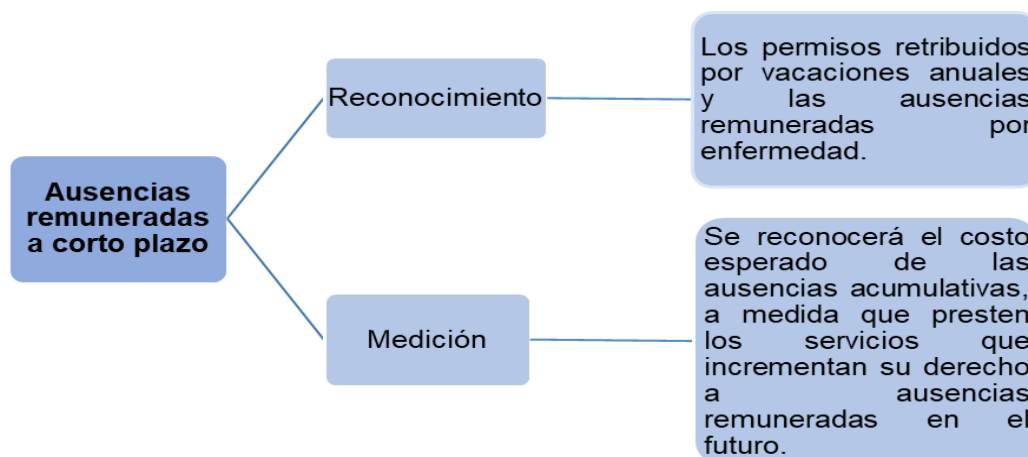 Ausencias
remuneradas
a corto plazo
Reconocimiento
Los permisos retribuidos
por vacaciones anuales
y las ausencias
remuneradas por
enfermedad.
Medición
Se reconocerá el costo
esperado de las
ausencias acumulativas,
a medida que presten
los servicios que
incrementan su derecho
a ausencias
remuneradas en el
futuro.